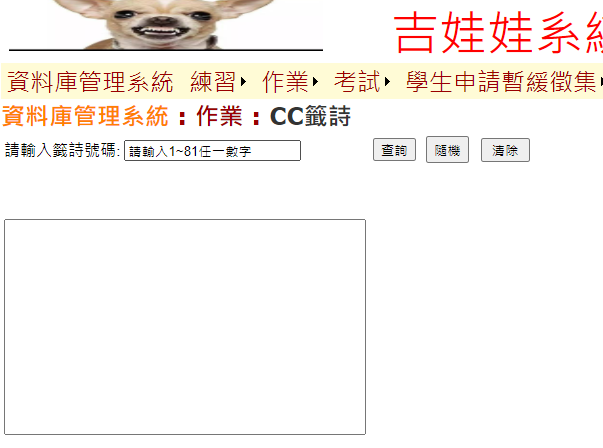 吉娃娃系統
資料庫管理系統 練習 作業 考試 學生申請暫緩徵集
資料庫管理系統 : 作業 : CC籤詩
請輸入籤詩號碼: 請輸入1~81任一數字 查詢 隨機 清除